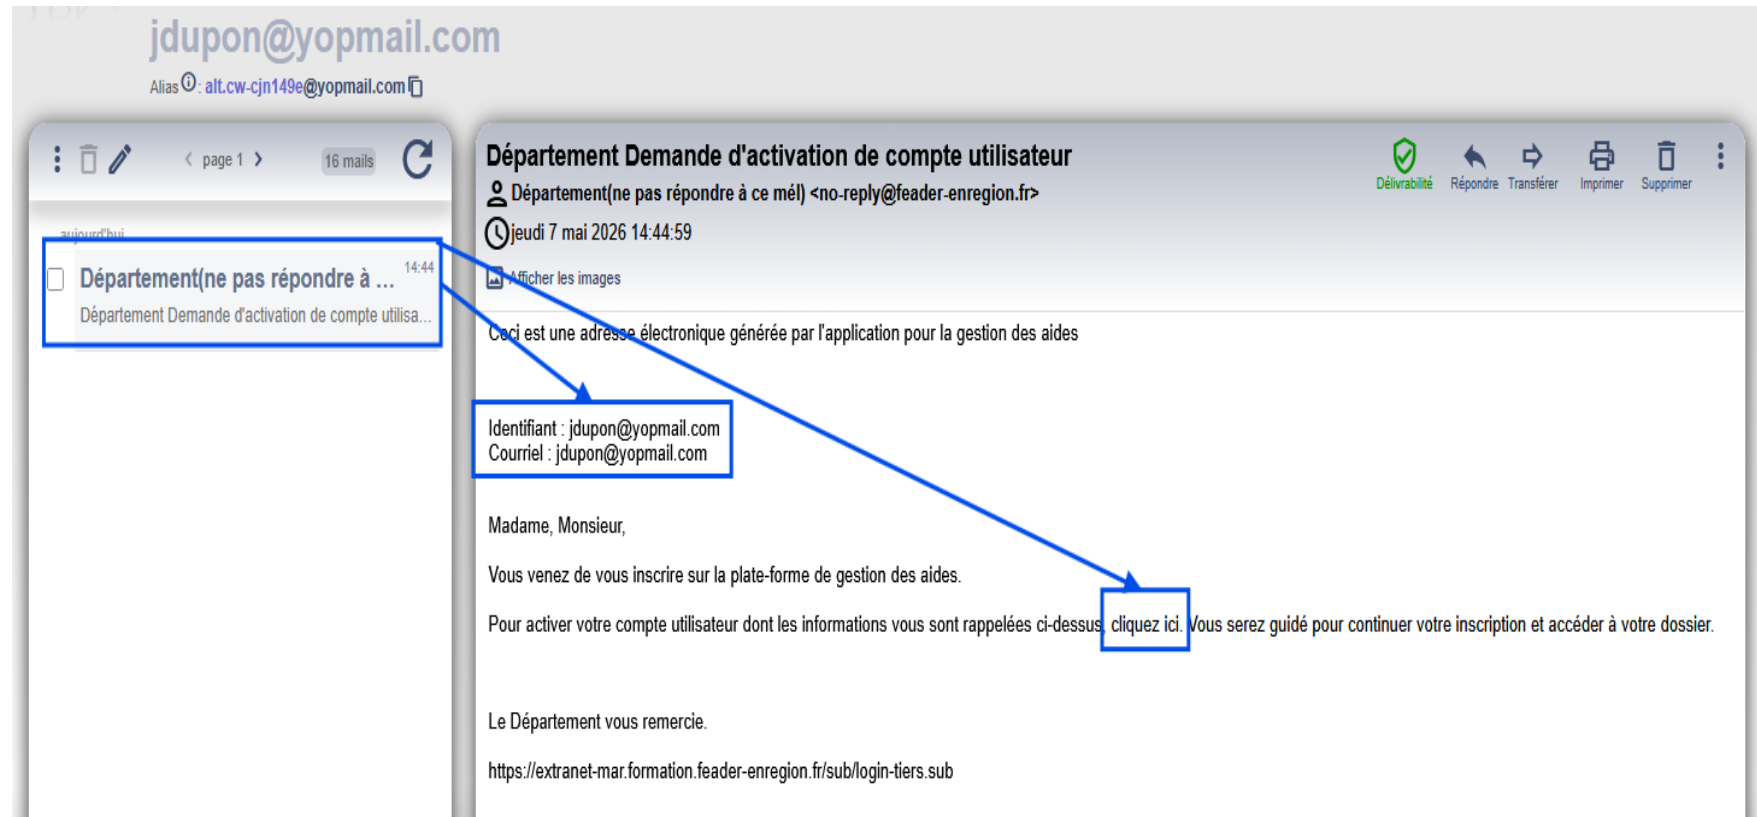 jdupon@yopmail.com
Alias : alt.cw-cjn149e@yopmail.com
page 1
16 mails
aujourd'hui
Département(ne pas répondre à ... 14:44
Département Demande d'activation de compte utilisa...
Département Demande d'activation de compte utilisateur
Délivrabilité Répondre Transférer Imprimer Supprimer
Département(ne pas répondre à ce mél) <no-reply@feader-enregion.fr>
jeudi 7 mai 2026 14:44:59
Afficher les images
Ceci est une adresse électronique générée par l'application pour la gestion des aides
Identifiant : jdupon@yopmail.com
Courriel : jdupon@yopmail.com
Madame, Monsieur,
Vous venez de vous inscrire sur la plate-forme de gestion des aides.
Pour activer votre compte utilisateur dont les informations vous sont rappelées ci-dessus, cliquez ici. Vous serez guidé pour continuer votre inscription et accéder à votre dossier.
Le Département vous remercie.
https://extranet-mar.formation.feader-enregion.fr/sub/login-tiers.sub